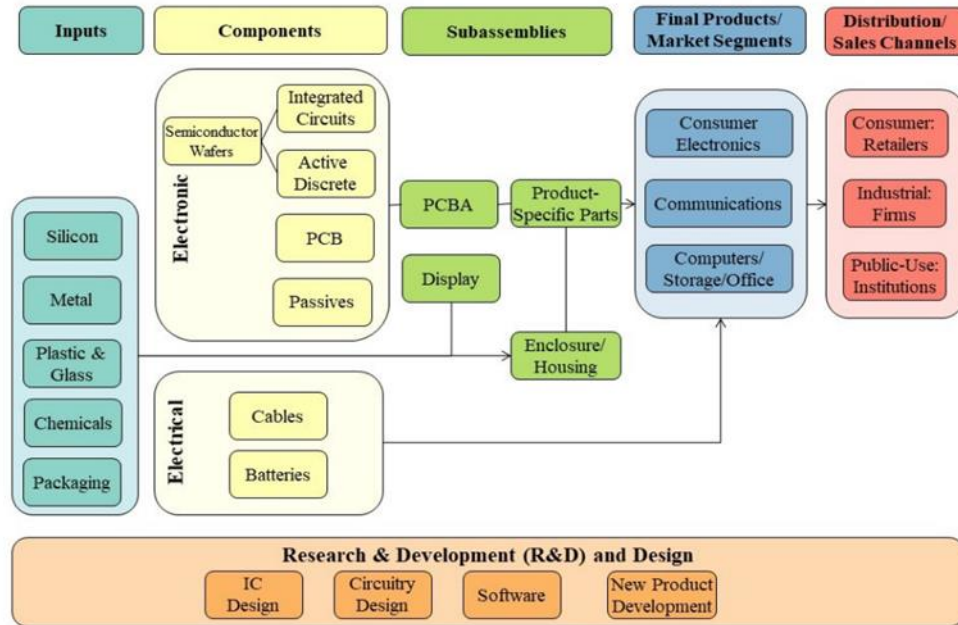 Inputs
Components
Subassemblies
Final Products/
Market Segments
Distribution/
Sales Channels
Silicon
Metal
Plastic &
Glass
Chemicals
Packaging
Electronic
Semiconductor
Wafers
Integrated
Circuits
Active
Discrete
PCB
Passives
Electrical
Cables
Batteries
PCBA
Display
Product-
Specific Parts
Enclosure/
Housing
Consumer
Electronics
Communications
Computers/
Storage/Office
Consumer:
Retailers
Industrial:
Firms
Public-Use:
Institutions
Research & Development (R&D) and Design
IC
Design
Circuitry
Design
Software
New Product
Development